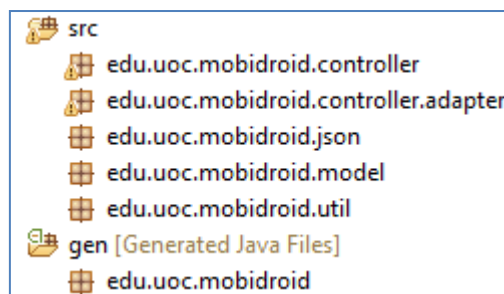 src
edu.uoc.mobidroid.controller
edu.uoc.mobidroid.controller.adapter
edu.uoc.mobidroid.json
edu.uoc.mobidroid.model
edu.uoc.mobidroid.util
gen [Generated Java Files]
edu.uoc.mobidroid